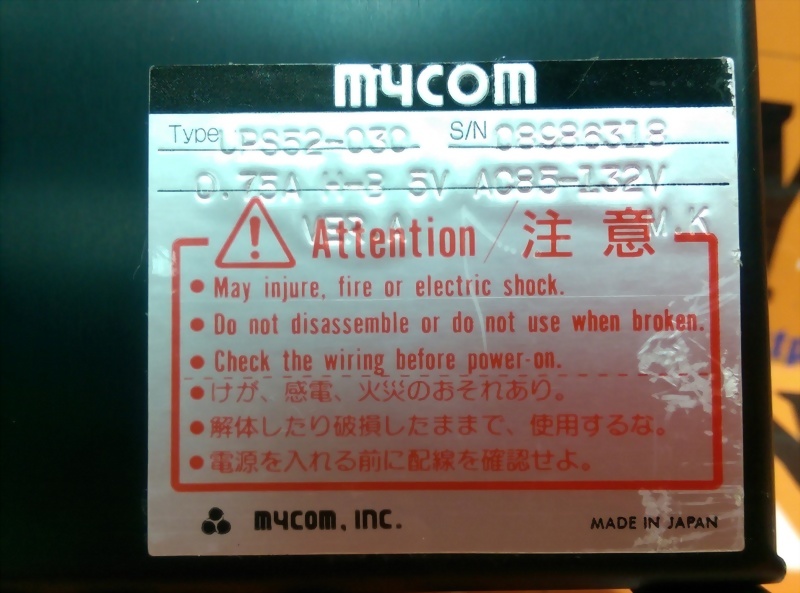 mycom
Type UPS52-030 S/N 08986318
0.75A H-B 5V AC85-132V
VER.A M.K
Attention/注意
● May injure, fire or electric shock.
● Do not disassemble or do not use when broken.
● Check the wiring before power-on.
● けが、感電、火災のおそれあり。
● 解体したり破損したままで、使用するな。
● 電源を入れる前に配線を確認せよ。
mycom, INC. MADE IN JAPAN